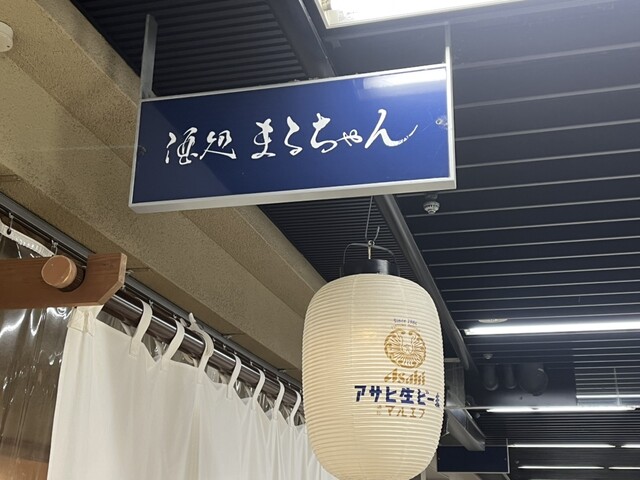 酒処 まるちゃん
Since 1892
Asahi
アサヒ生ビール
マルエフ